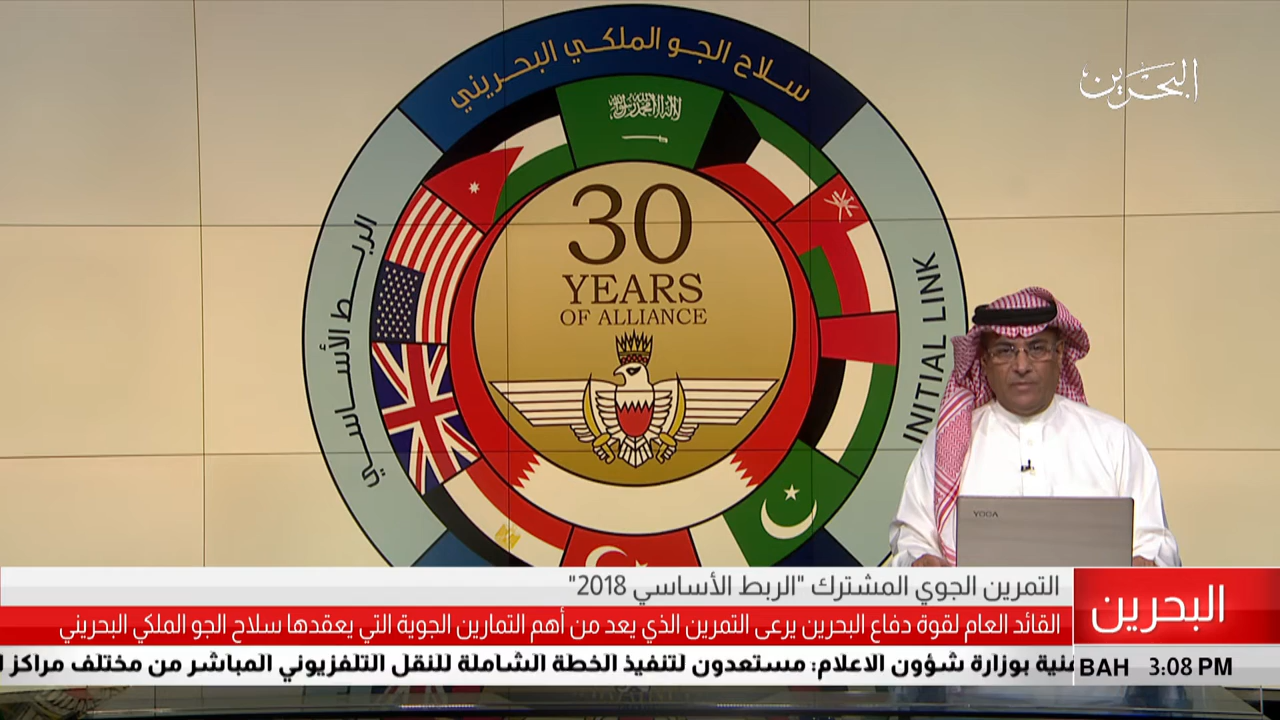 سلاح الجو الملكي البحريني
البحرين
30
YEARS
OF ALLIANCE
الربط الأساسي
INITIAL LINK
YOGA
التمرين الجوي المشترك "الربط الأساسي 2018"
البحرين
القائد العام لقوة دفاع البحرين يرعى التمرين الذي يعد من أهم التمارين الجوية التي يعقدها سلاح الجو الملكي البحريني
بوزارة شؤون الاعلام: مستعدون لتنفيذ الخطة الشاملة للنقل التلفزيوني المباشر من مختلف مراكز
BAH 3:08 PM